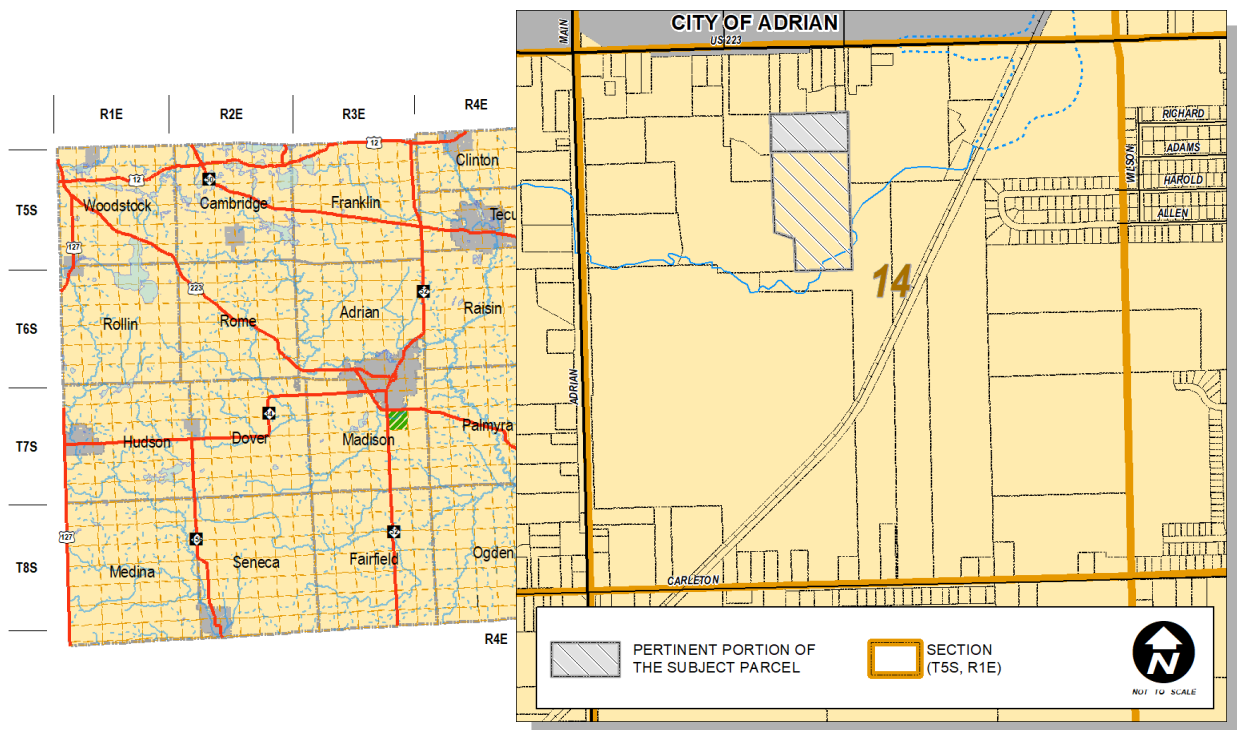 R1E
R2E
R3E
R4E
T5S
T6S
T7S
T8S
R4E
12
12
127
223
34
52
127
Clinton
Woodstock
Cambridge
Franklin
Tecu
Rollin
Rome
Adrian
Raisin
Hudson
Dover
Madison
Palmyra
Medina
Seneca
Fairfield
Ogden
CITY OF ADRIAN
US 223
MAIN
ADRIAN
WILSON
RICHARD
ADAMS
HAROLD
ALLEN
14
CARLETON
PERTINENT PORTION OF
THE SUBJECT PARCEL
SECTION
(T5S, R1E)
N
NOT TO SCALE